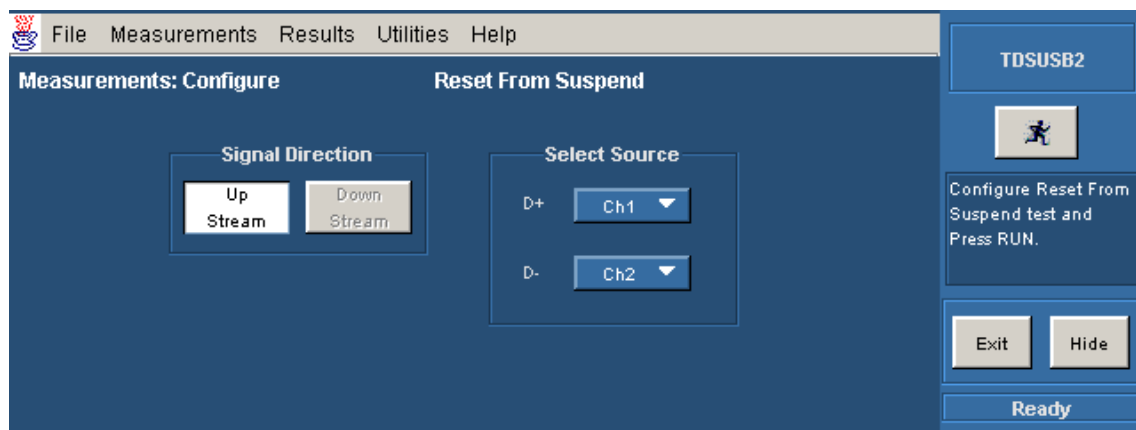 File Measurements Results Utilities Help
Measurements: Configure Reset From Suspend
Signal Direction
Up
Stream
Down
Stream
Select Source
D+ Ch1
D- Ch2
TDSUSB2
Configure Reset From
Suspend test and
Press RUN.
Exit Hide
Ready